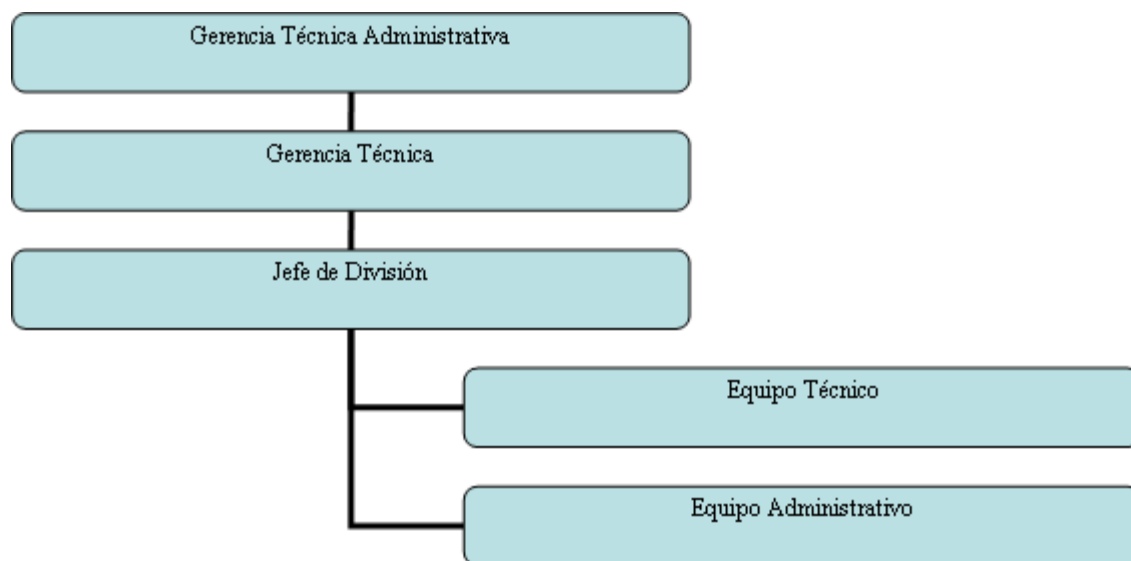 Gerencia Técnica Administrativa
Gerencia Técnica
Jefe de División
Equipo Técnico
Equipo Administrativo